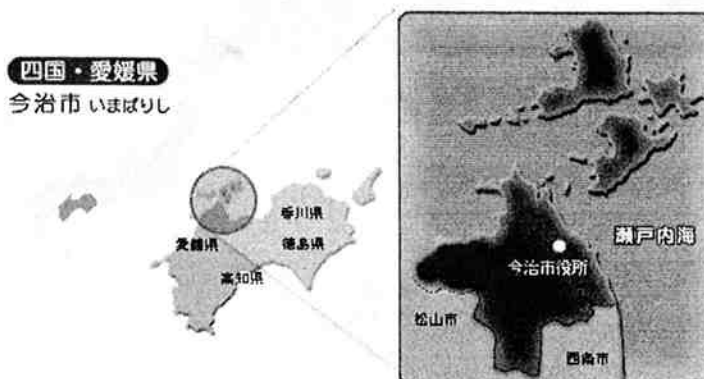 四国・愛媛県
今治市 いまばりし
香川県
愛媛県
徳島県
高知県
瀬戸内海
今治市役所
松山市
西条市